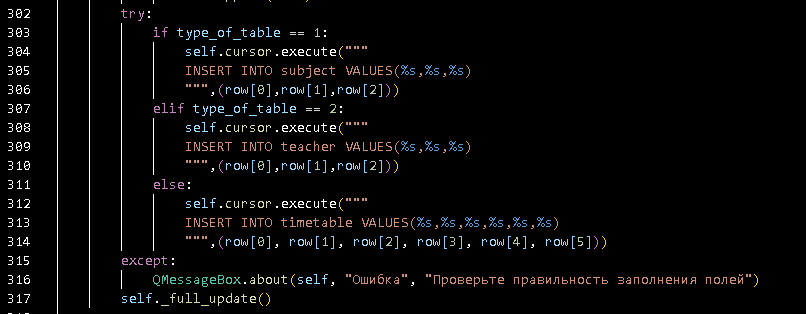 302 try:
303 if type_of_table == 1:
304 self.cursor.execute("""
305 INSERT INTO subject VALUES(%s,%s,%s)
306 """,(row[0],row[1],row[2]))
307 elif type_of_table == 2:
308 self.cursor.execute("""
309 INSERT INTO teacher VALUES(%s,%s,%s)
310 """,(row[0],row[1],row[2]))
311 else:
312 self.cursor.execute("""
313 INSERT INTO timetable VALUES(%s,%s,%s,%s,%s,%s)
314 """,(row[0], row[1], row[2], row[3], row[4], row[5]))
315 except:
316 QMessageBox.about(self, "Ошибка", "Проверьте правильность заполнения полей")
317 self._full_update()